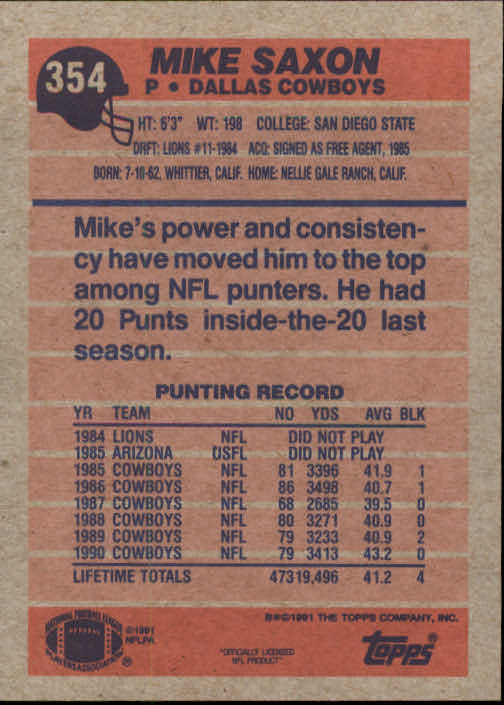 354
MIKE SAXON
P • DALLAS COWBOYS
HT: 6'3" WT: 198 COLLEGE: SAN DIEGO STATE
DRFT: LIONS #11-1984 ACQ: SIGNED AS FREE AGENT, 1985
BORN: 7-10-62, WHITTIER, CALIF. HOME: NELLIE GALE RANCH, CALIF.
Mike's power and consisten-
cy have moved him to the top
among NFL punters. He had
20 Punts inside-the-20 last
season.
PUNTING RECORD
YR TEAM NO YDS AVG BLK
1984 LIONS NFL DID NOT PLAY
1985 ARIZONA USFL DID NOT PLAY
1985 COWBOYS NFL 81 3396 41.9 1
1986 COWBOYS NFL 86 3498 40.7 1
1987 COWBOYS NFL 68 2685 39.5 0
1988 COWBOYS NFL 80 3271 40.9 0
1989 COWBOYS NFL 79 3233 40.9 2
1990 COWBOYS NFL 79 3413 43.2 0
LIFETIME TOTALS 473 19,496 41.2 4
NATIONAL FOOTBALL LEAGUE
PLAYERS ASSOCIATION
®
©1991
NFLPA
"OFFICIALLY LICENSED
NFL PRODUCT"
®©1991 THE TOPPS COMPANY, INC.
topps®